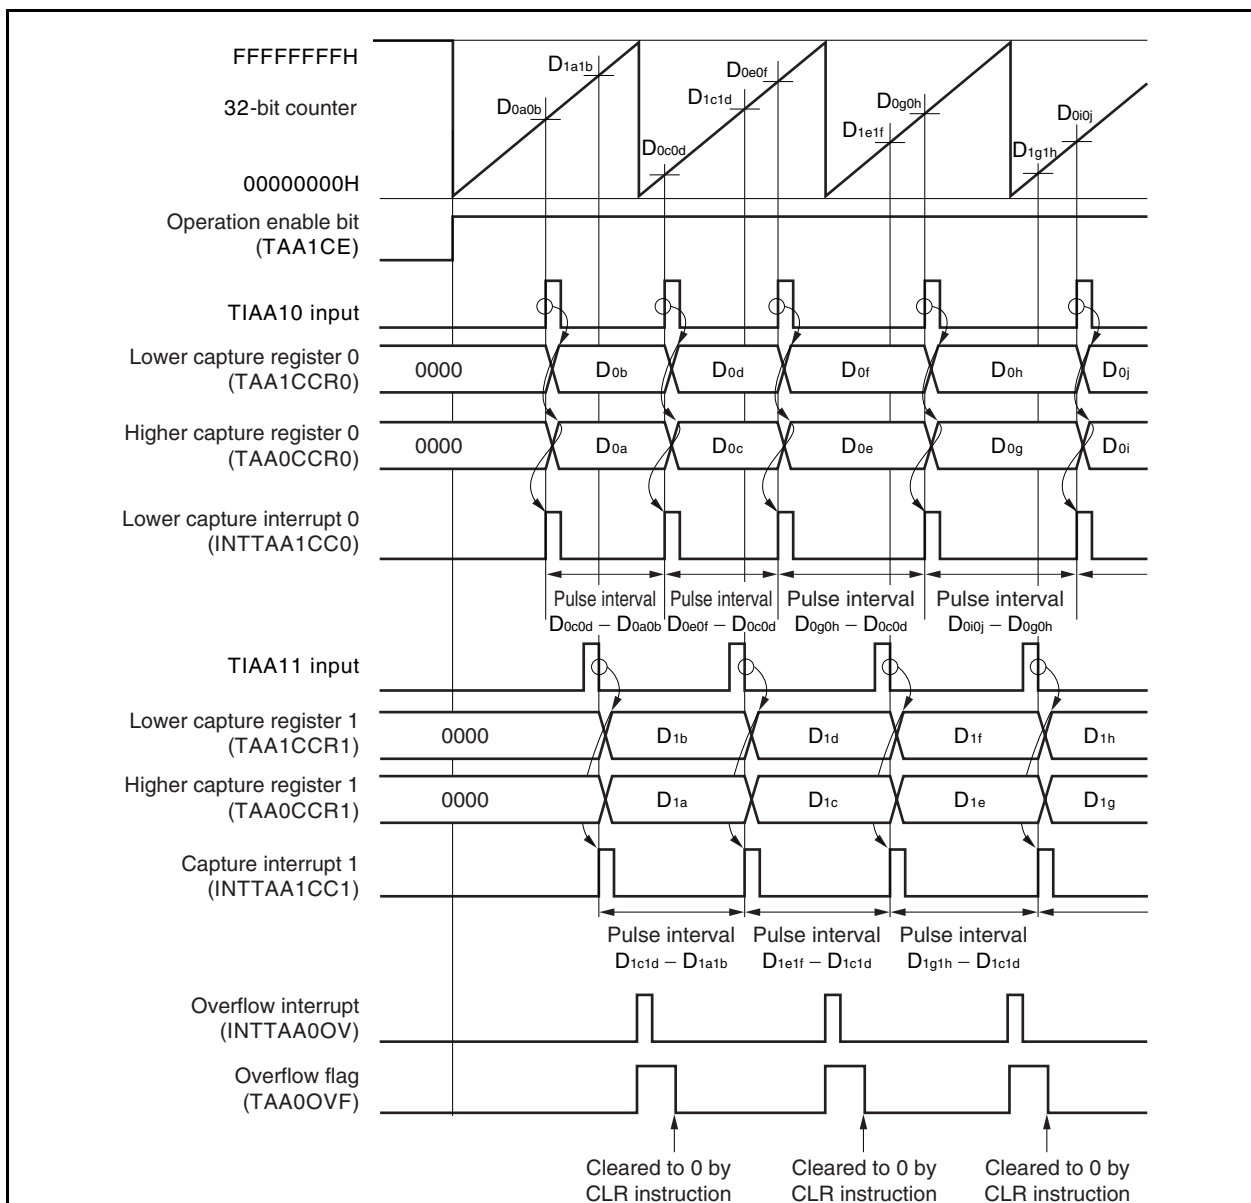 FFFFFFFFH
D1a1b
D0e0f
32-bit counter
D0a0b
D1c1d
D0g0h
D0i0j
D0c0d
D1e1f
D1g1h
00000000H
Operation enable bit
(TAA1CE)
TIAA10 input
Lower capture register 0
(TAA1CCR0)
0000 D0b D0d D0f D0h D0j
Higher capture register 0
(TAA0CCR0)
0000 D0a D0c D0e D0g D0i
Lower capture interrupt 0
(INTTAA1CC0)
Pulse interval Pulse interval Pulse interval Pulse interval
D0c0d – D0a0b D0e0f – D0c0d D0g0h – D0c0d D0i0j – D0g0h
TIAA11 input
Lower capture register 1
(TAA1CCR1)
0000 D1b D1d D1f D1h
Higher capture register 1
(TAA0CCR1)
0000 D1a D1c D1e D1g
Capture interrupt 1
(INTTAA1CC1)
Pulse interval Pulse interval Pulse interval
D1c1d – D1a1b D1e1f – D1c1d D1g1h – D1c1d
Overflow interrupt
(INTTAA0OV)
Overflow flag
(TAA0OVF)
Cleared to 0 by Cleared to 0 by Cleared to 0 by
CLR instruction CLR instruction CLR instruction